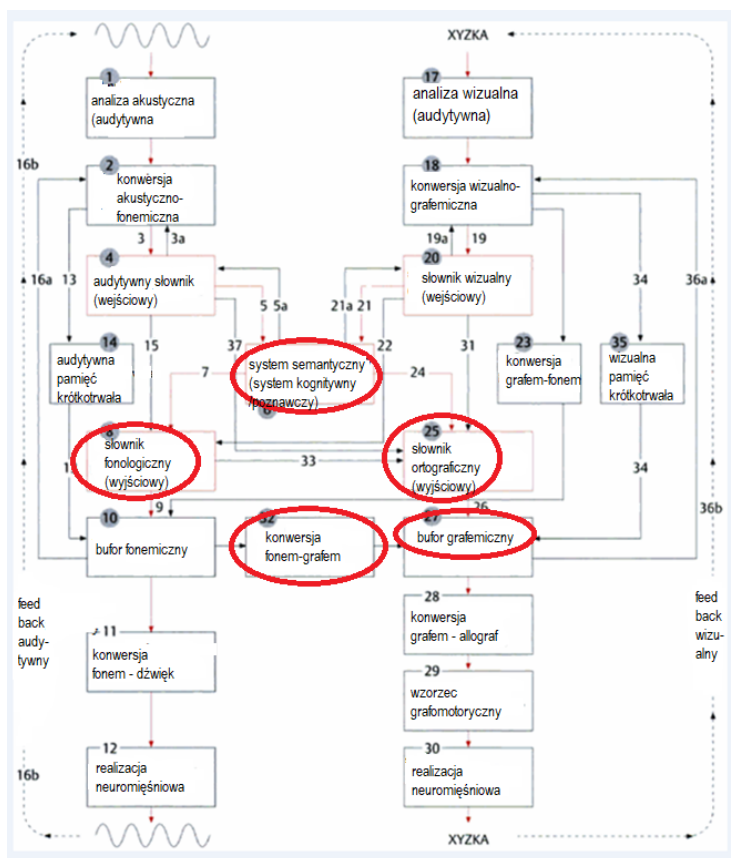 XYZKA
1
analiza akustyczna
(audytywna
17
analiza wizualna
(audytywna)
16b
2
konwersja
akustyczno-
fonemiczna
18
konwersja wizualno-
grafemiczna
3
3a
19a
19
16a
13
4
audytywny słownik
(wejściowy)
20
słownik wizualny
(wejściowy)
34
36a
5
5a
21a
21
15
37
22
31
14
audytywna
pamięć
krótkotrwała
7
system semantyczny
(system kognitywny
/poznawczy)
6
24
23
konwersja
grafem-fonem
35
wizualna
pamięć
krótkotrwała
8
słownik
fonologiczny
(wyjściowy)
33
25
słownik
ortograficzny
(wyjściowy)
34
9
26
10
bufor fonemiczny
32
konwersja
fonem-grafem
27
bufor grafemiczny
36b
feed
back
audy-
tywny
11
konwersja
fonem - dźwięk
28
konwersja
grafem - allograf
feed
back
wizu-
alny
29
wzorzec
grafomotoryczny
16b
12
realizacja
neuromięśniowa
30
realizacja
neuromięśniowa
XYZKA